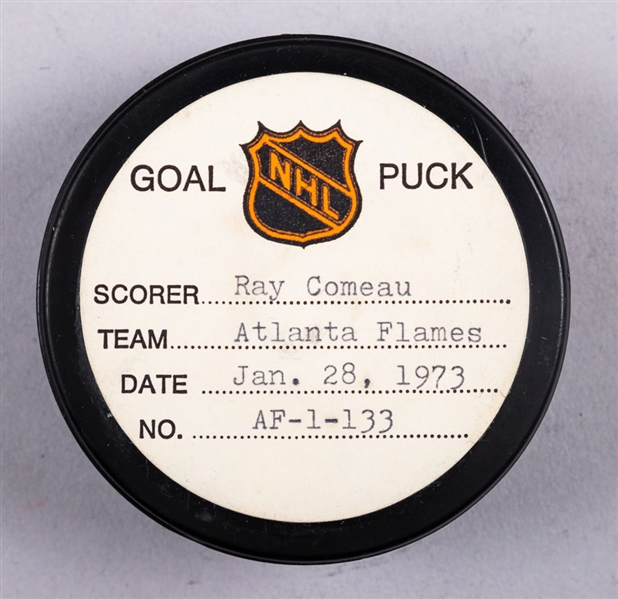 NHL
GOAL PUCK
SCORER Ray Comeau
TEAM Atlanta Flames
DATE Jan. 28, 1973
NO. AF-1-133